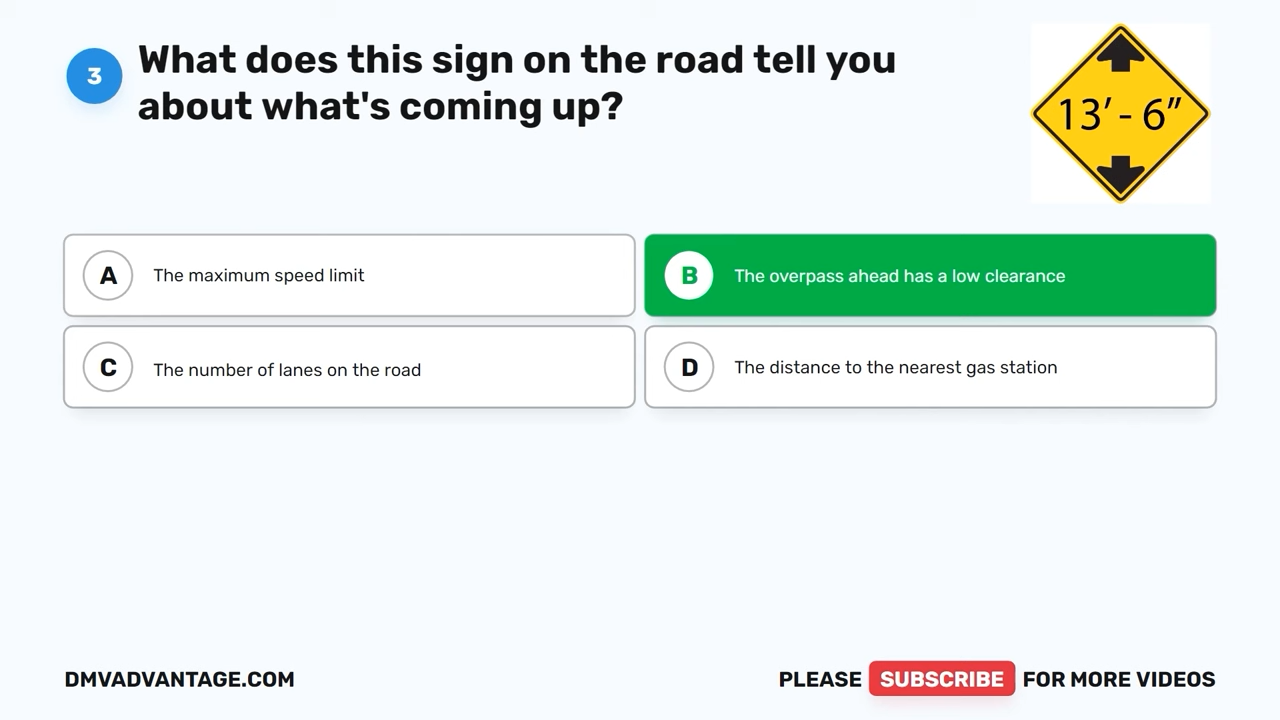 3
What does this sign on the road tell you
about what's coming up?
13′ - 6″
A
The maximum speed limit
B
The overpass ahead has a low clearance
C
The number of lanes on the road
D
The distance to the nearest gas station
DMVADVANTAGE.COM
PLEASE SUBSCRIBE FOR MORE VIDEOS